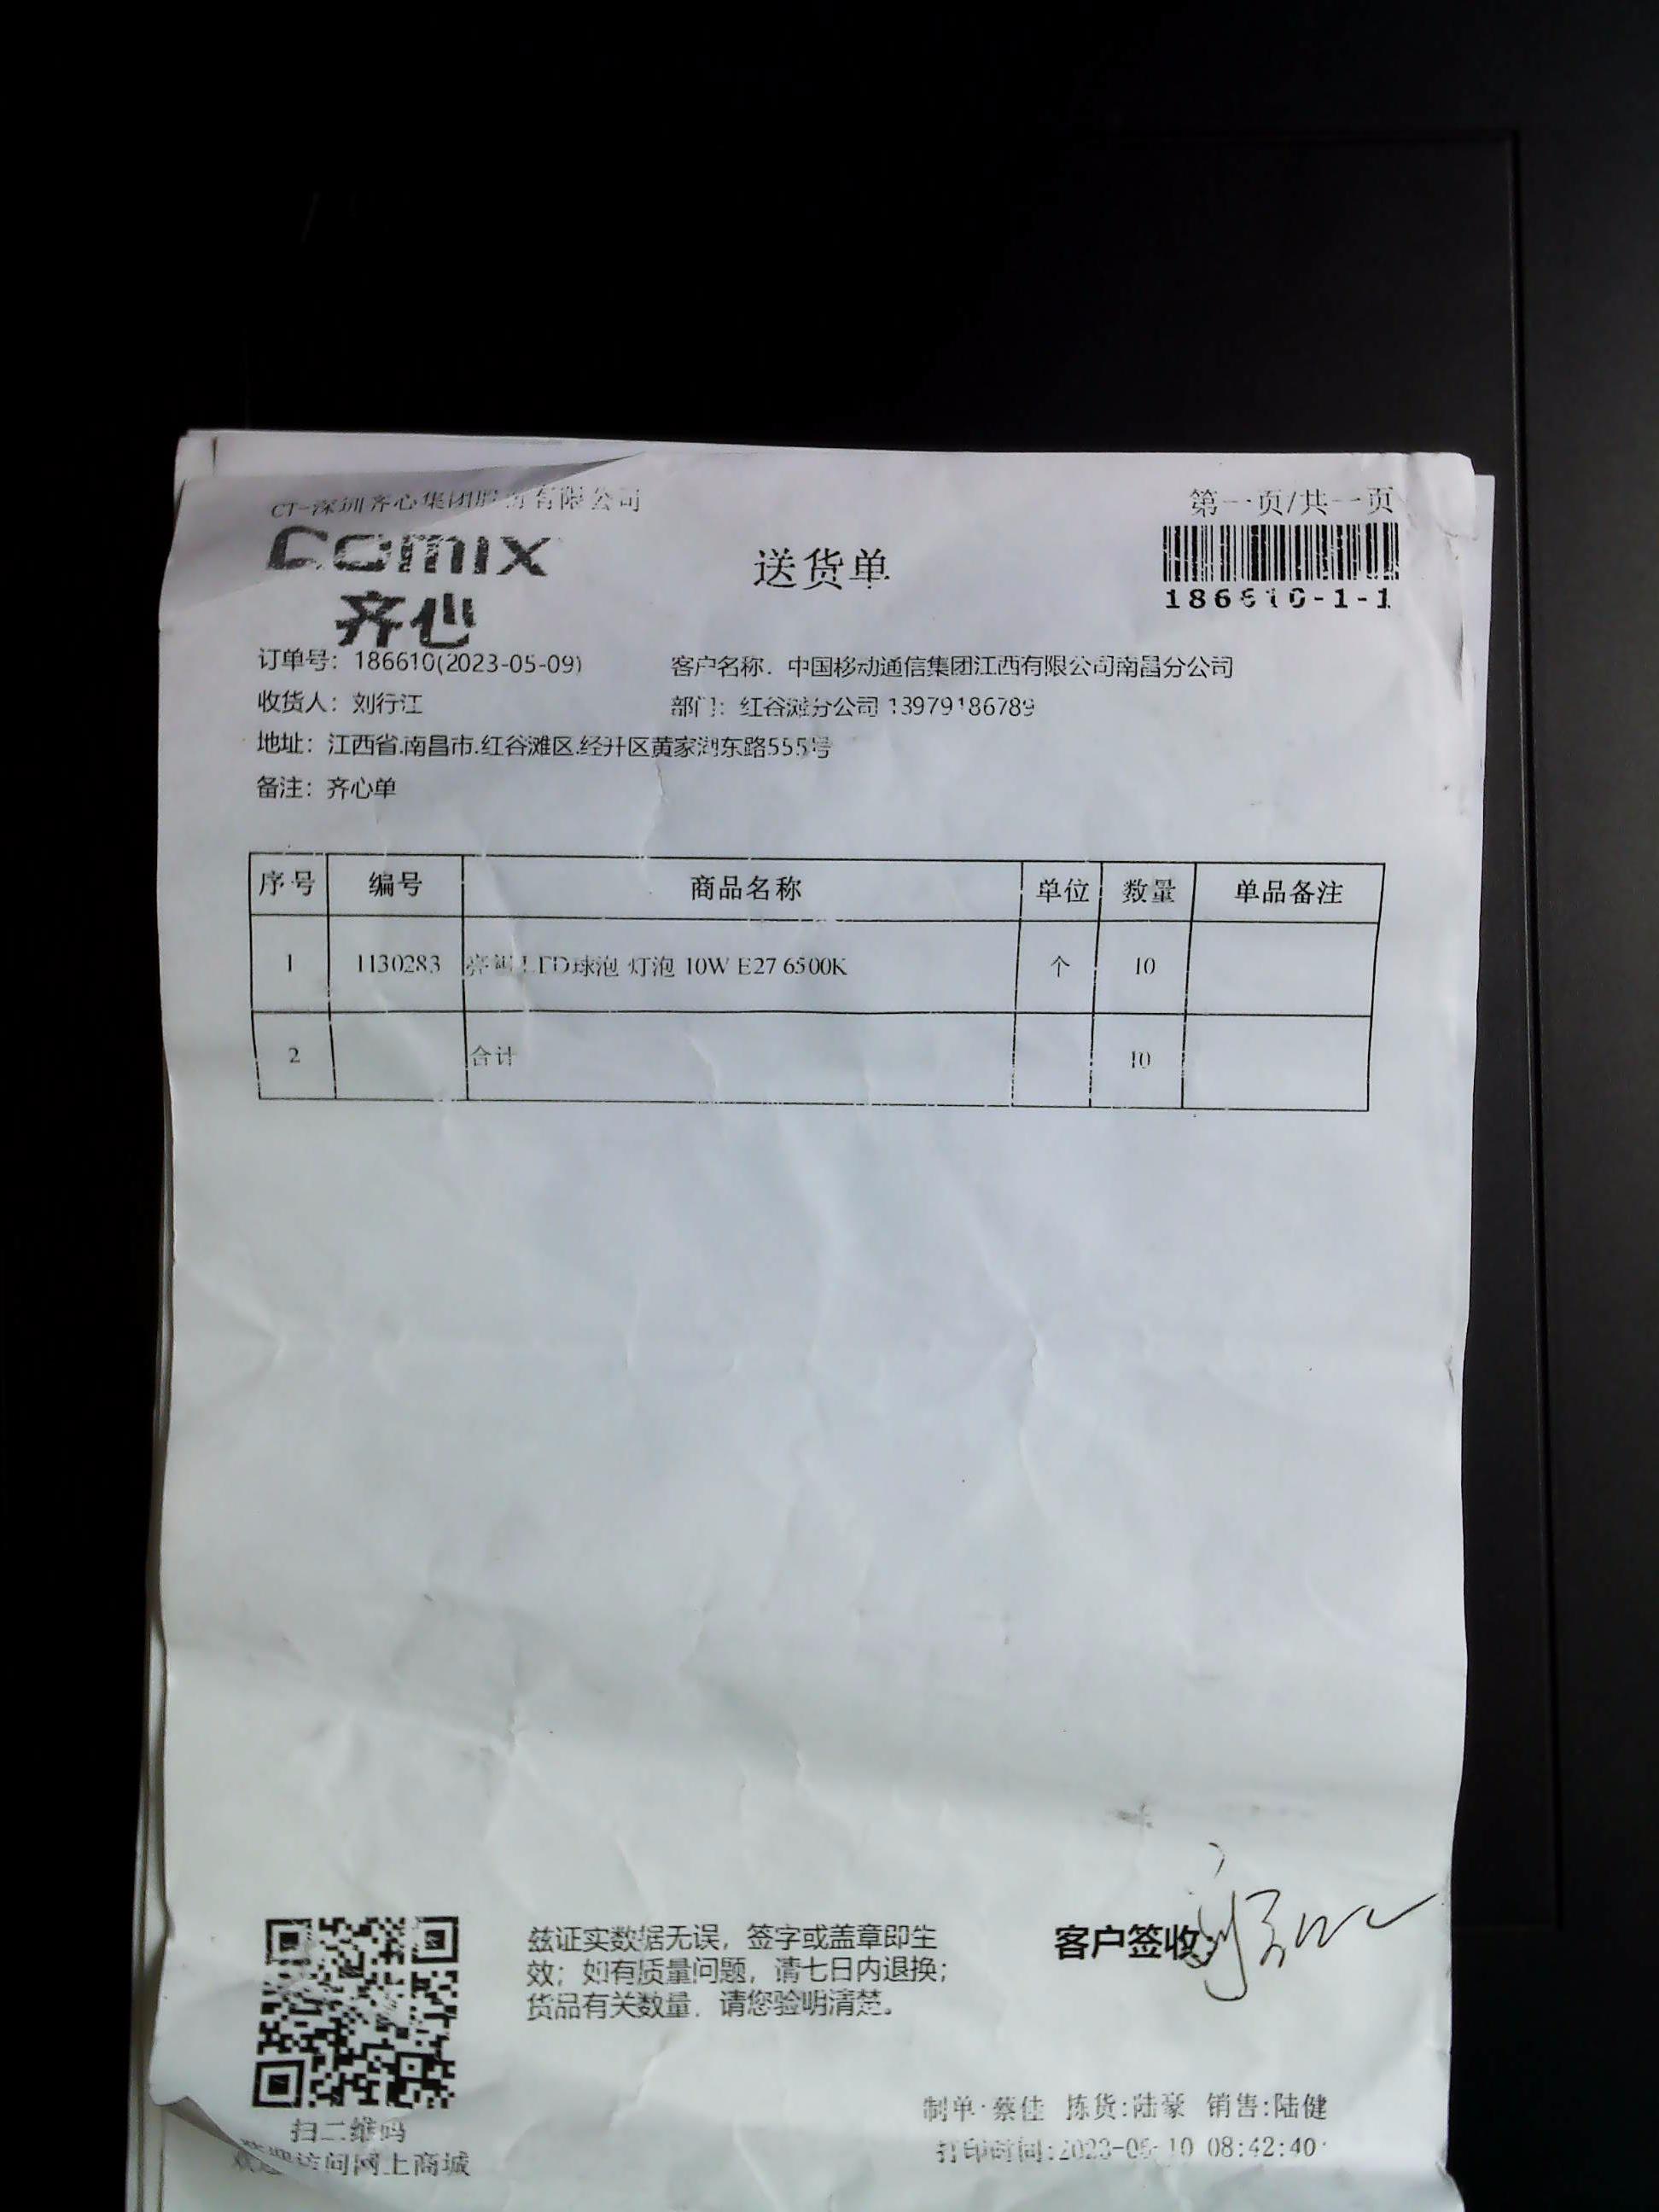 CT-深圳齐心集团股份有限公司
第一页/共一页
Comix
齐心
送货单
186610-1-1
订单号：186610(2023-05-09)
客户名称：中国移动通信集团江西有限公司南昌分公司
收货人：刘行江
部门：红谷滩分公司 13979186789
地址：江西省.南昌市.红谷滩区.经开区黄家湖东路555号
备注：齐心单
序号 编号 商品名称 单位 数量 单品备注
1 1130283 LED球泡 灯泡 10W E27 6500K 个 10
2 合计 10
兹证实数据无误，签字或盖章即生
效；如有质量问题，请七日内退换；
货品有关数量，请您验明清楚。
客户签收
扫二维码
欢迎访问网上商城
制单:蔡佳 拣货:陆豪 销售:陆健
打印时间:2023-06-10 08:42:40